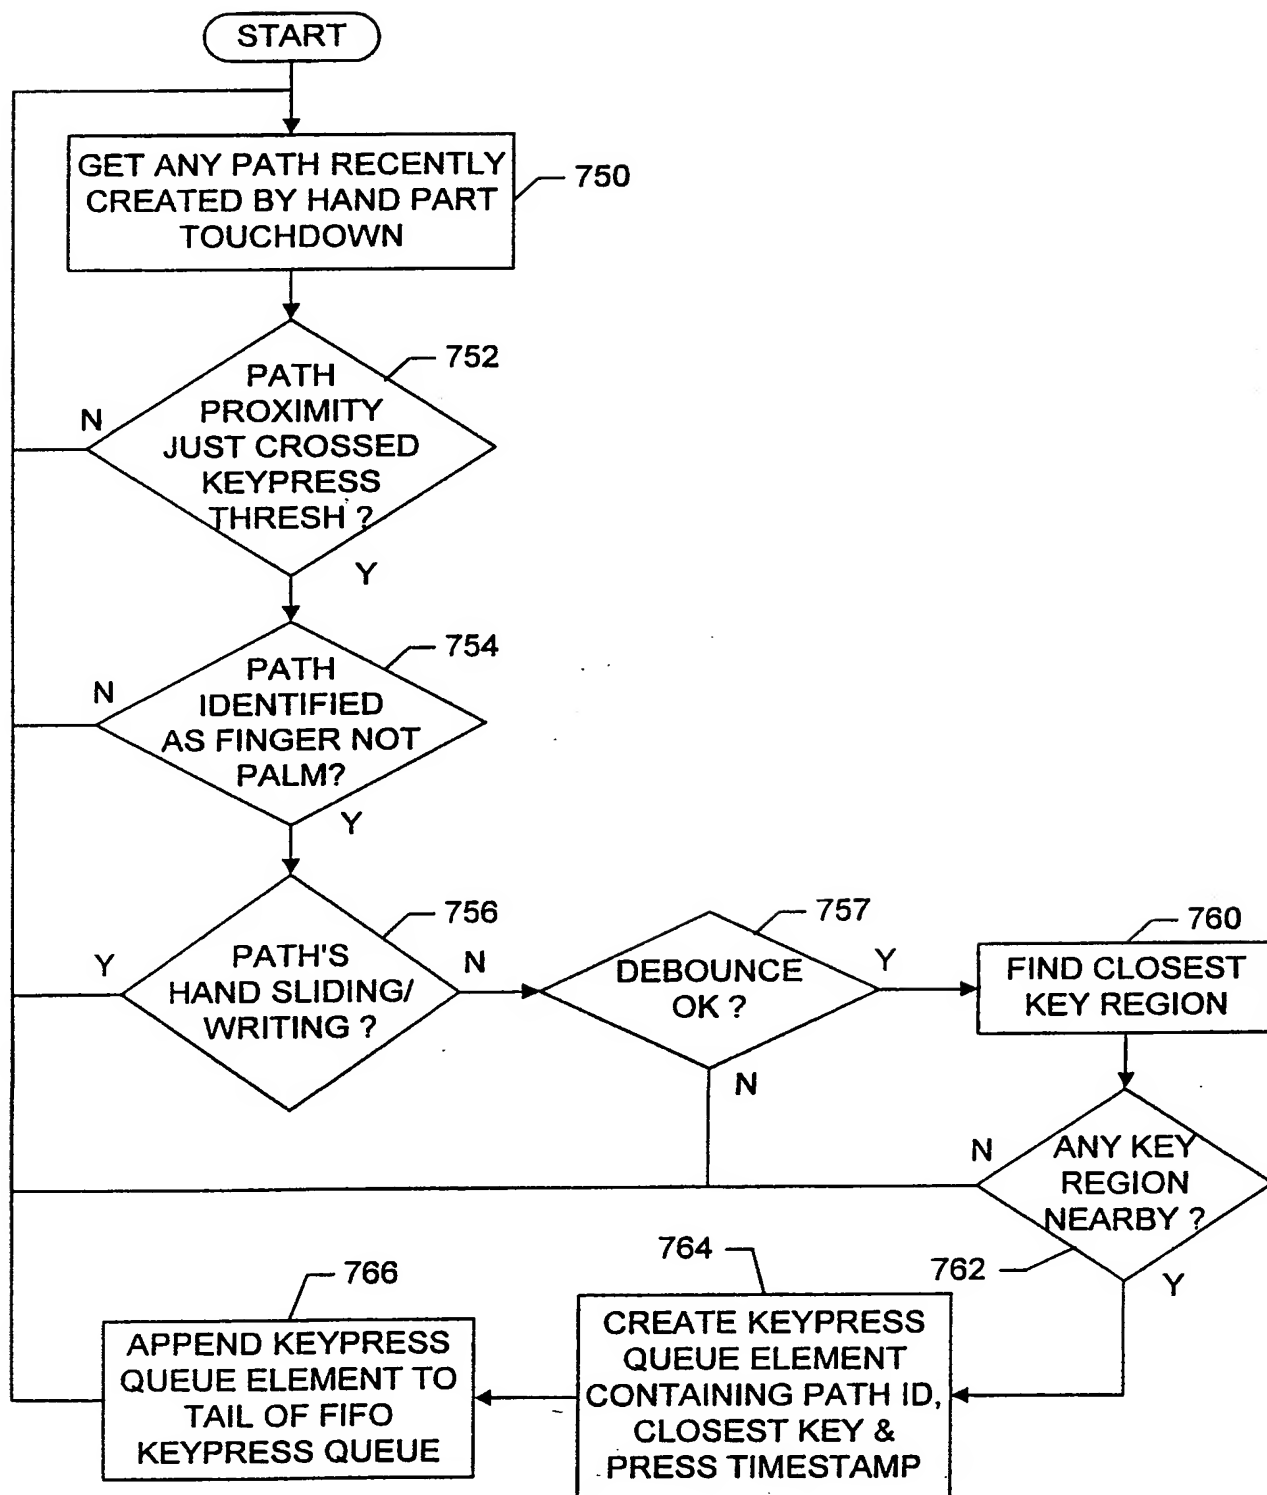 START
GET ANY PATH RECENTLY
CREATED BY HAND PART
TOUCHDOWN
750
752
PATH
PROXIMITY
JUST CROSSED
KEYPRESS
THRESH ?
N
Y
754
PATH
IDENTIFIED
AS FINGER NOT
PALM?
N
Y
756
PATH'S
HAND SLIDING/
WRITING ?
Y
N
757
DEBOUNCE
OK ?
Y
N
760
FIND CLOSEST
KEY REGION
ANY KEY
REGION
NEARBY ?
N
762
Y
764
CREATE KEYPRESS
QUEUE ELEMENT
CONTAINING PATH ID,
CLOSEST KEY &
PRESS TIMESTAMP
766
APPEND KEYPRESS
QUEUE ELEMENT TO
TAIL OF FIFO
KEYPRESS QUEUE